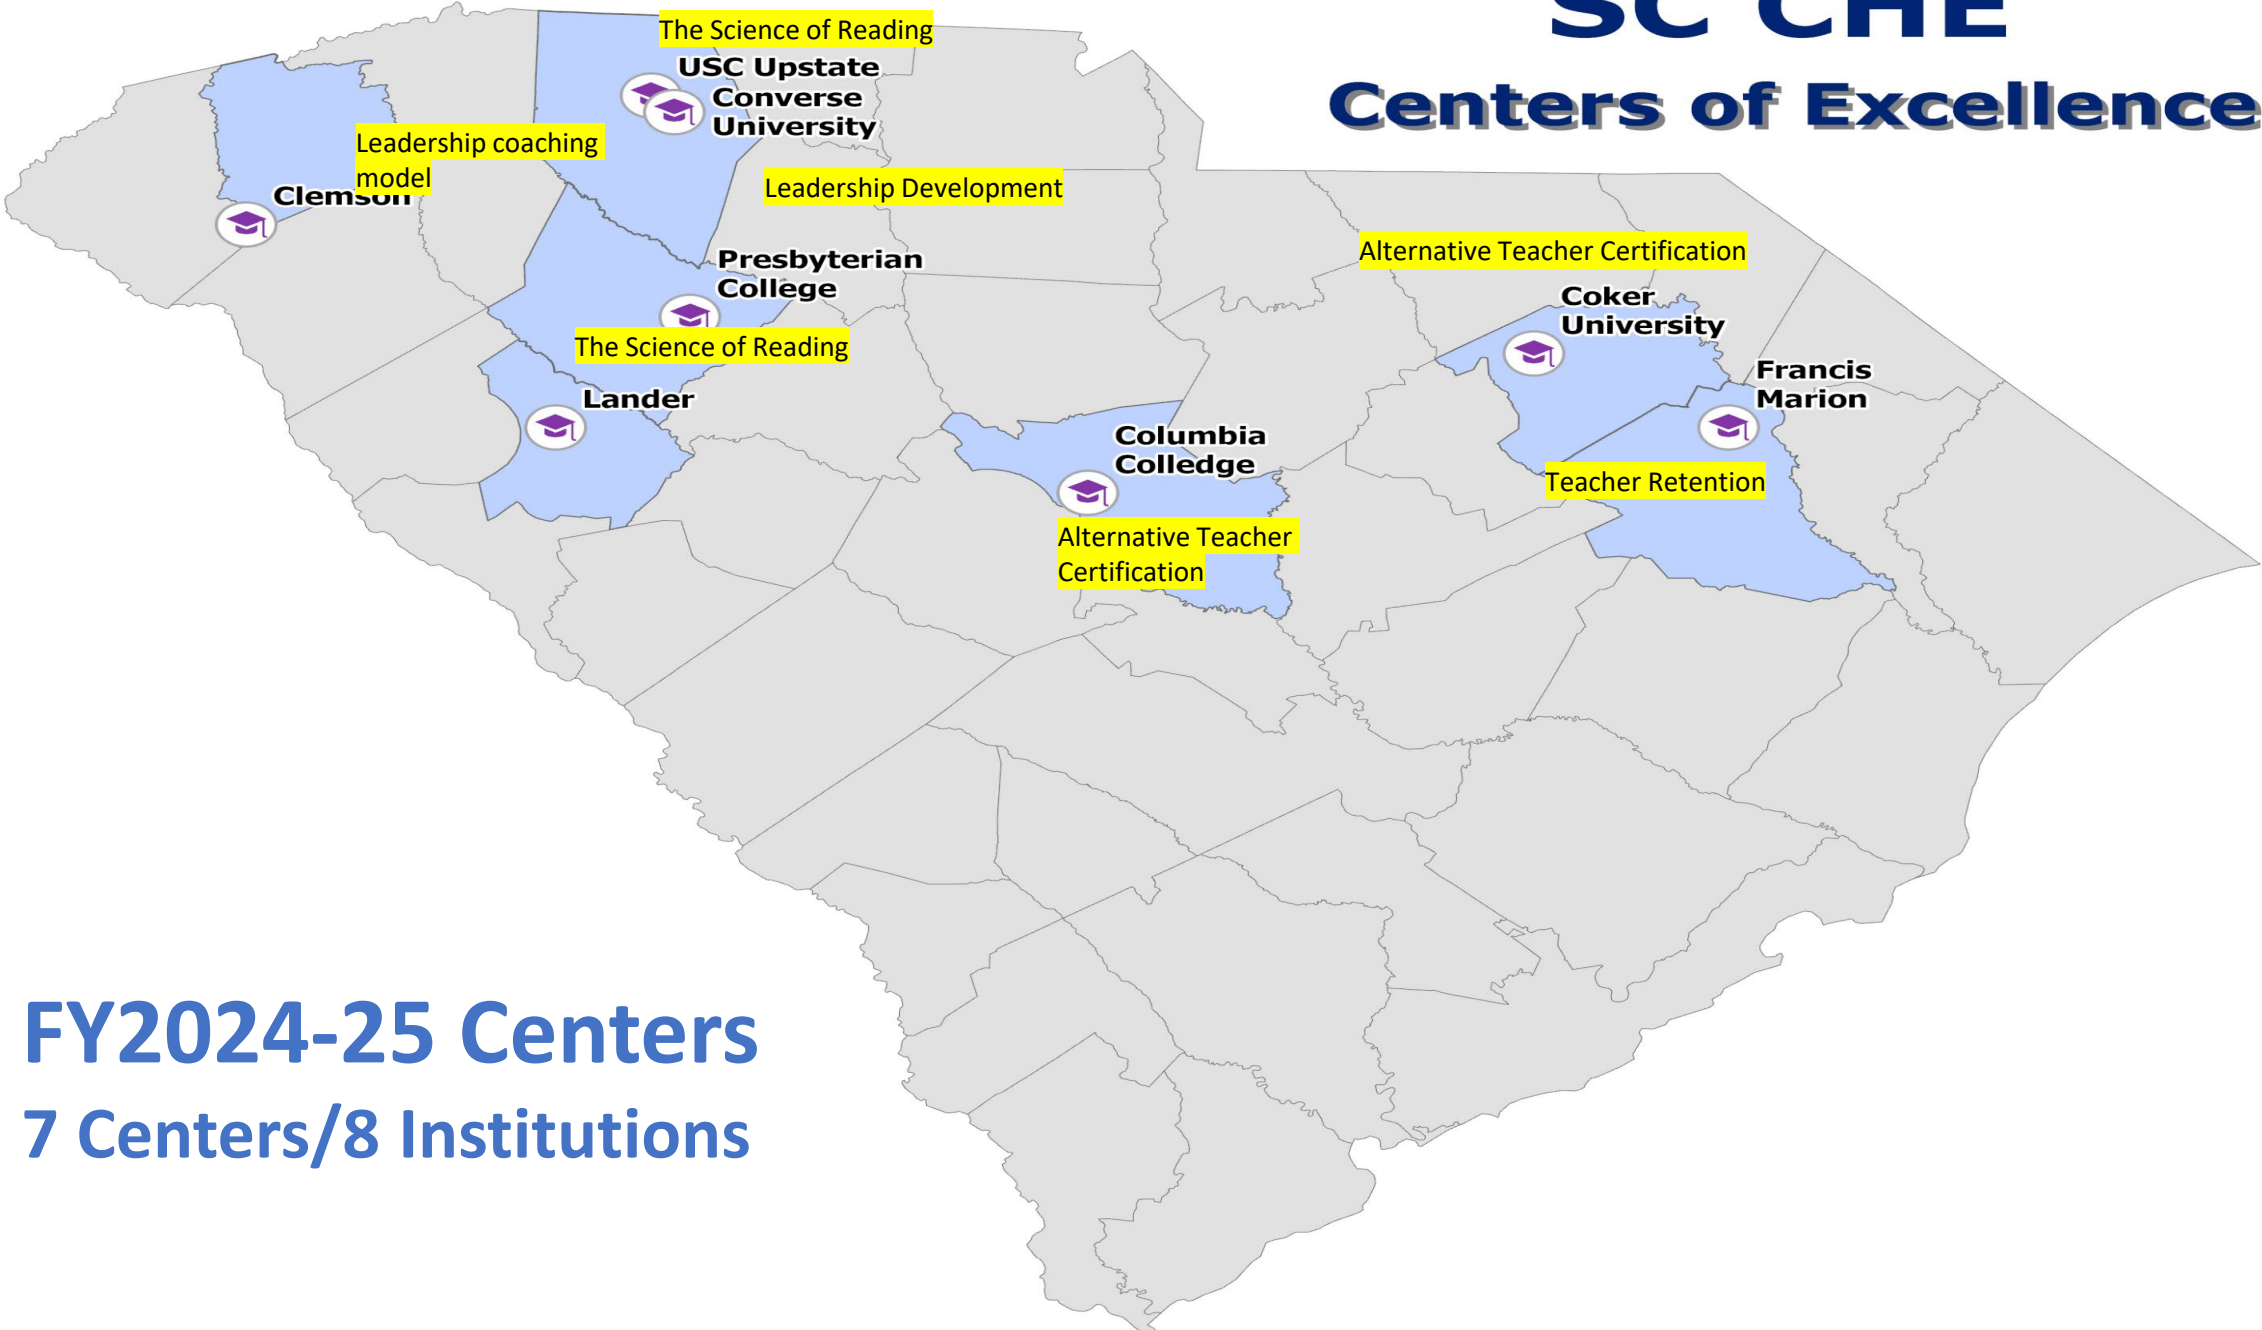 SC CHE
Centers of Excellence
The Science of Reading
USC Upstate
Converse
University
Leadership coaching
model
Clemson
Leadership Development
Presbyterian
College
The Science of Reading
Lander
Alternative Teacher Certification
Coker
University
Francis
Marion
Teacher Retention
Columbia
Colledge
Alternative Teacher
Certification
FY2024-25 Centers
7 Centers/8 Institutions